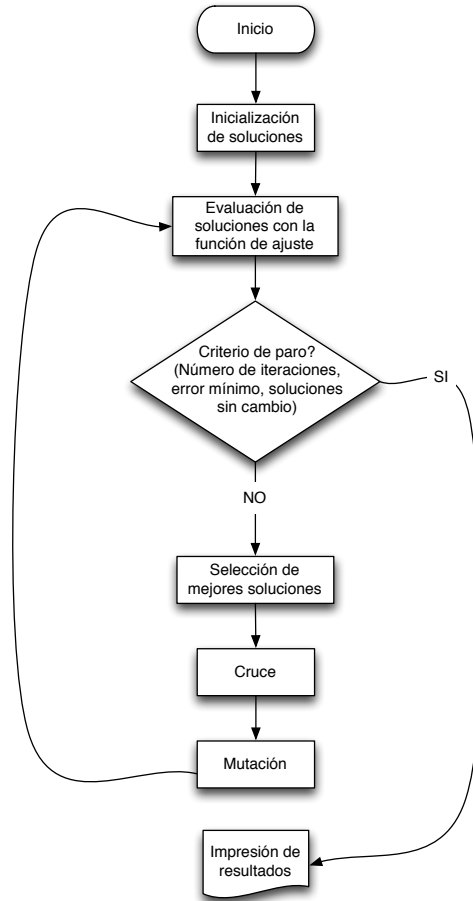 Inicio
Inicialización
de soluciones
Evaluación de
soluciones con la
función de ajuste
Criterio de paro?
(Número de iteraciones,
error mínimo, soluciones
sin cambio)
SI
NO
Selección de
mejores soluciones
Cruce
Mutación
Impresión de
resultados